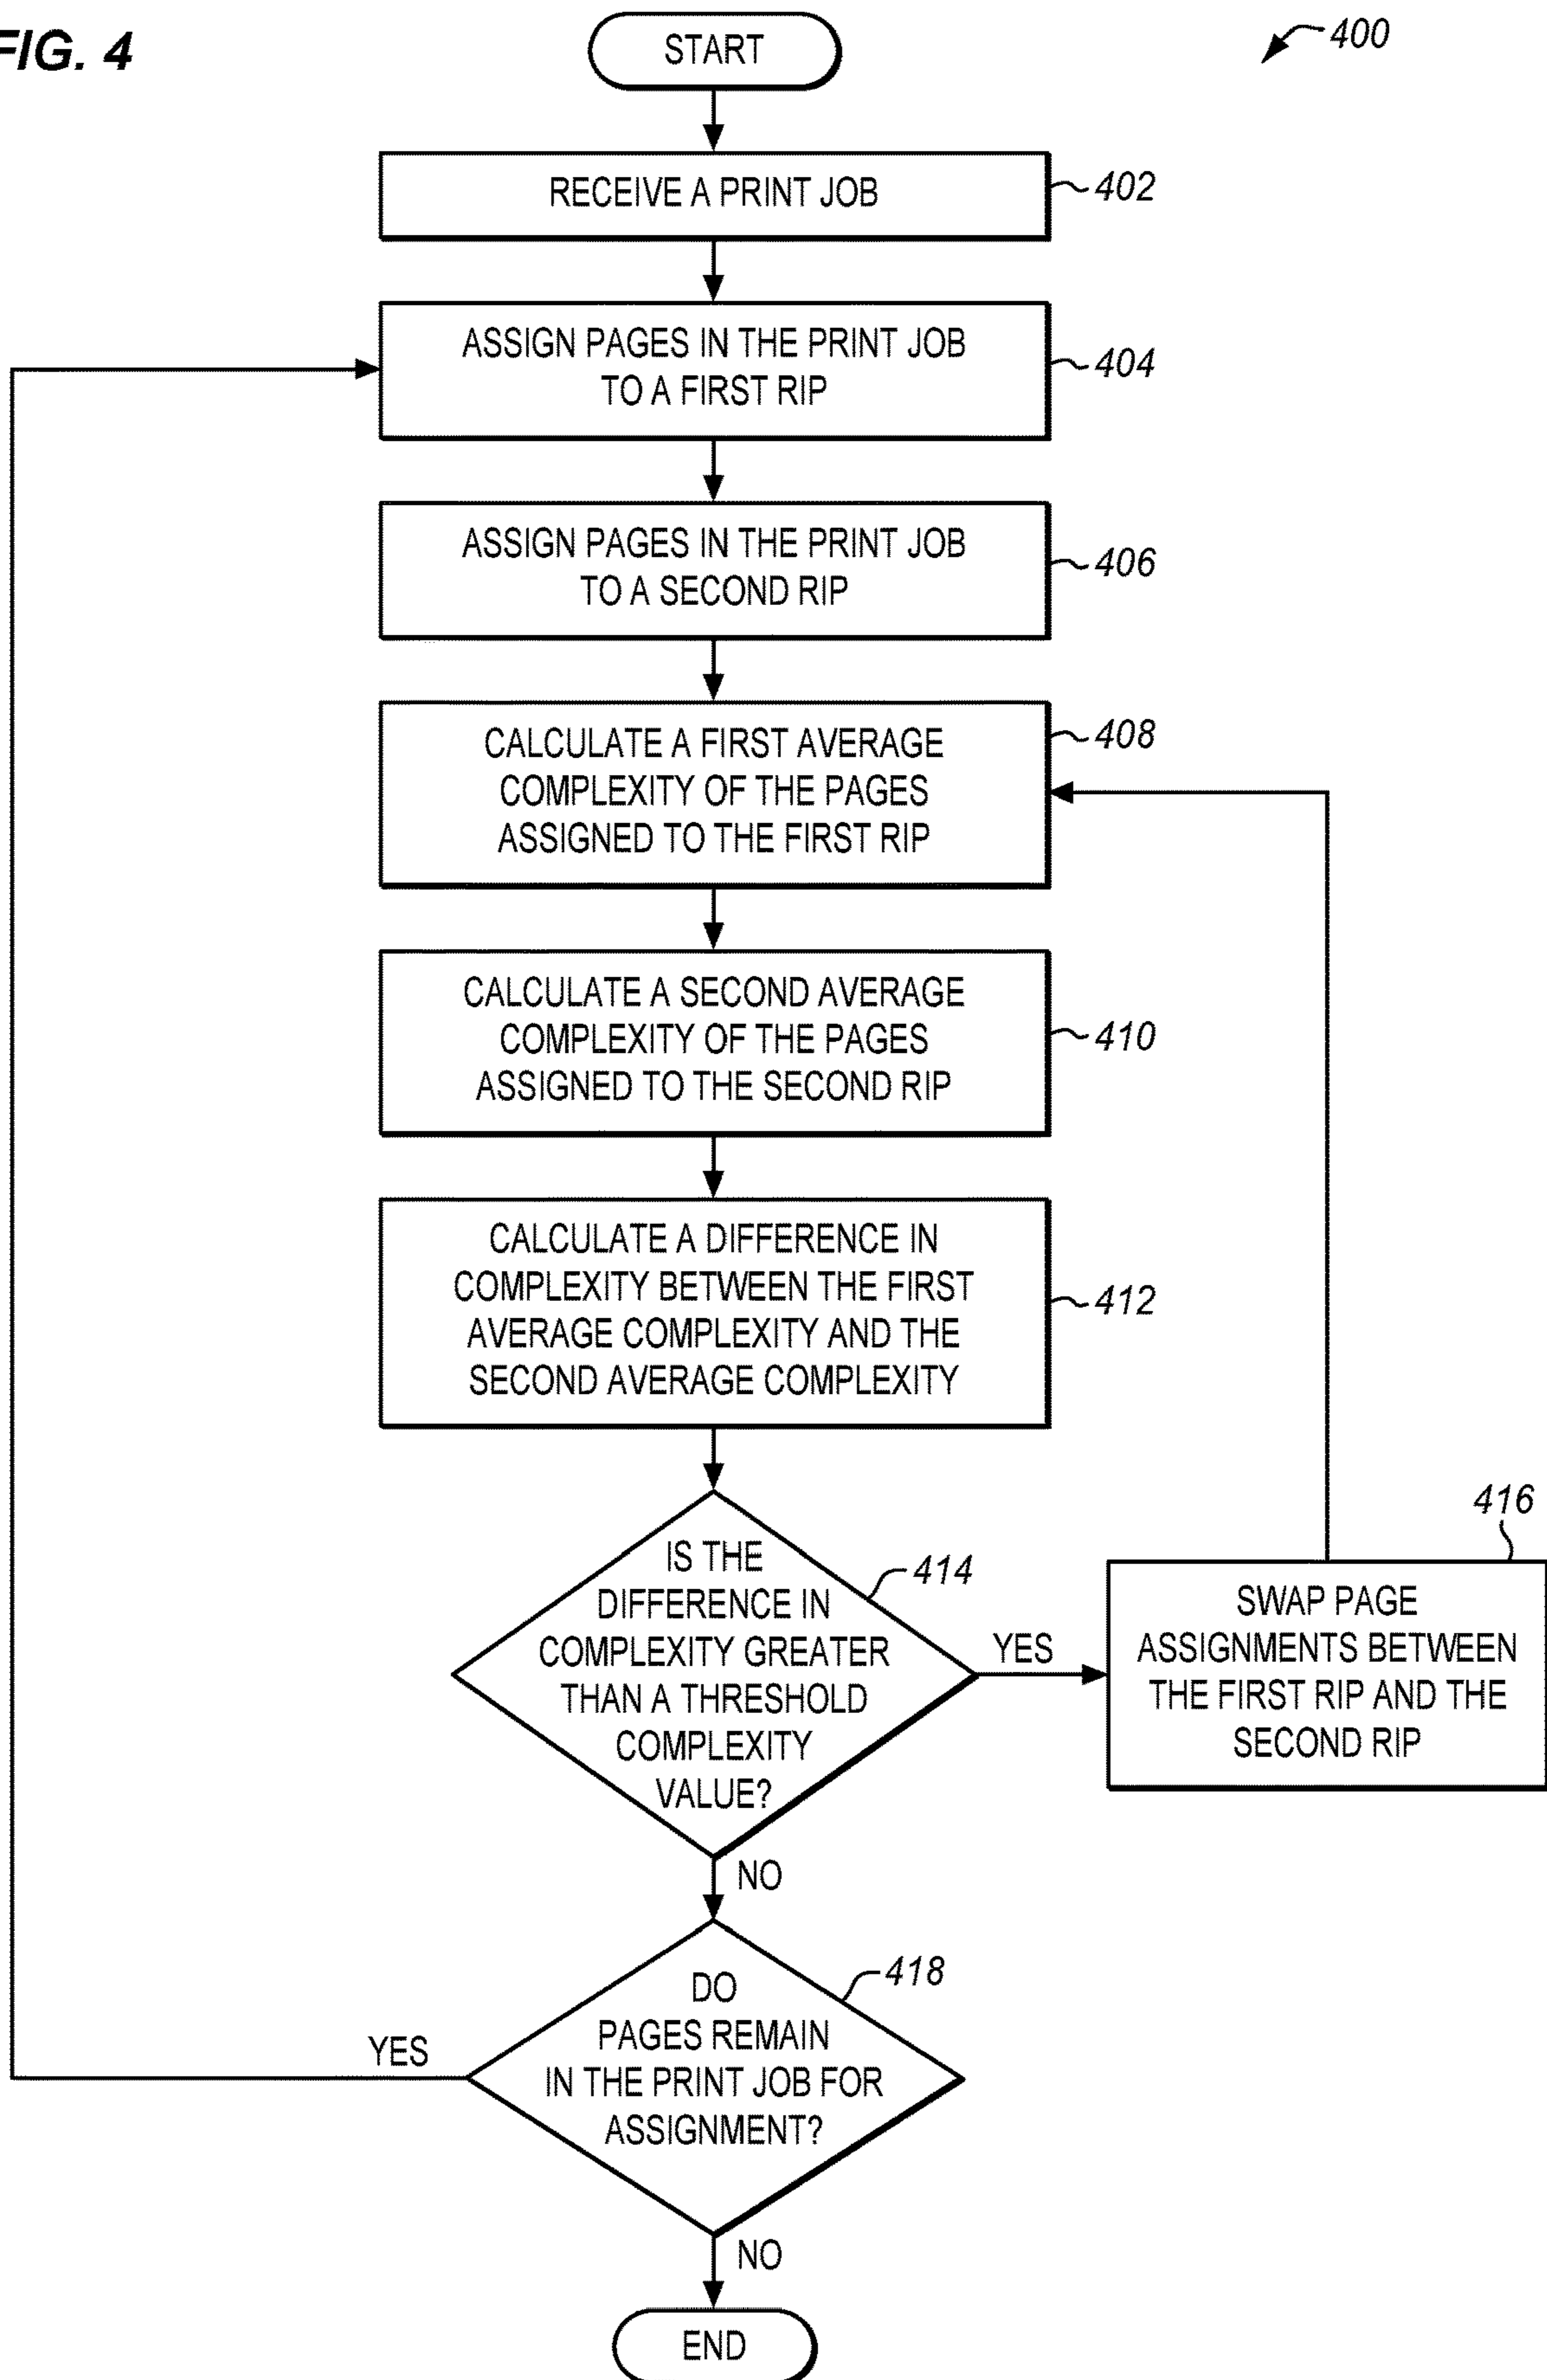 FIG. 4
400
START
RECEIVE A PRINT JOB
402
ASSIGN PAGES IN THE PRINT JOB
TO A FIRST RIP
404
ASSIGN PAGES IN THE PRINT JOB
TO A SECOND RIP
406
CALCULATE A FIRST AVERAGE
COMPLEXITY OF THE PAGES
ASSIGNED TO THE FIRST RIP
408
CALCULATE A SECOND AVERAGE
COMPLEXITY OF THE PAGES
ASSIGNED TO THE SECOND RIP
410
CALCULATE A DIFFERENCE IN
COMPLEXITY BETWEEN THE FIRST
AVERAGE COMPLEXITY AND THE
SECOND AVERAGE COMPLEXITY
412
IS THE
DIFFERENCE IN
COMPLEXITY GREATER
THAN A THRESHOLD
COMPLEXITY
VALUE?
414
YES
416
SWAP PAGE
ASSIGNMENTS BETWEEN
THE FIRST RIP AND THE
SECOND RIP
NO
DO
PAGES REMAIN
IN THE PRINT JOB FOR
ASSIGNMENT?
418
YES
NO
END